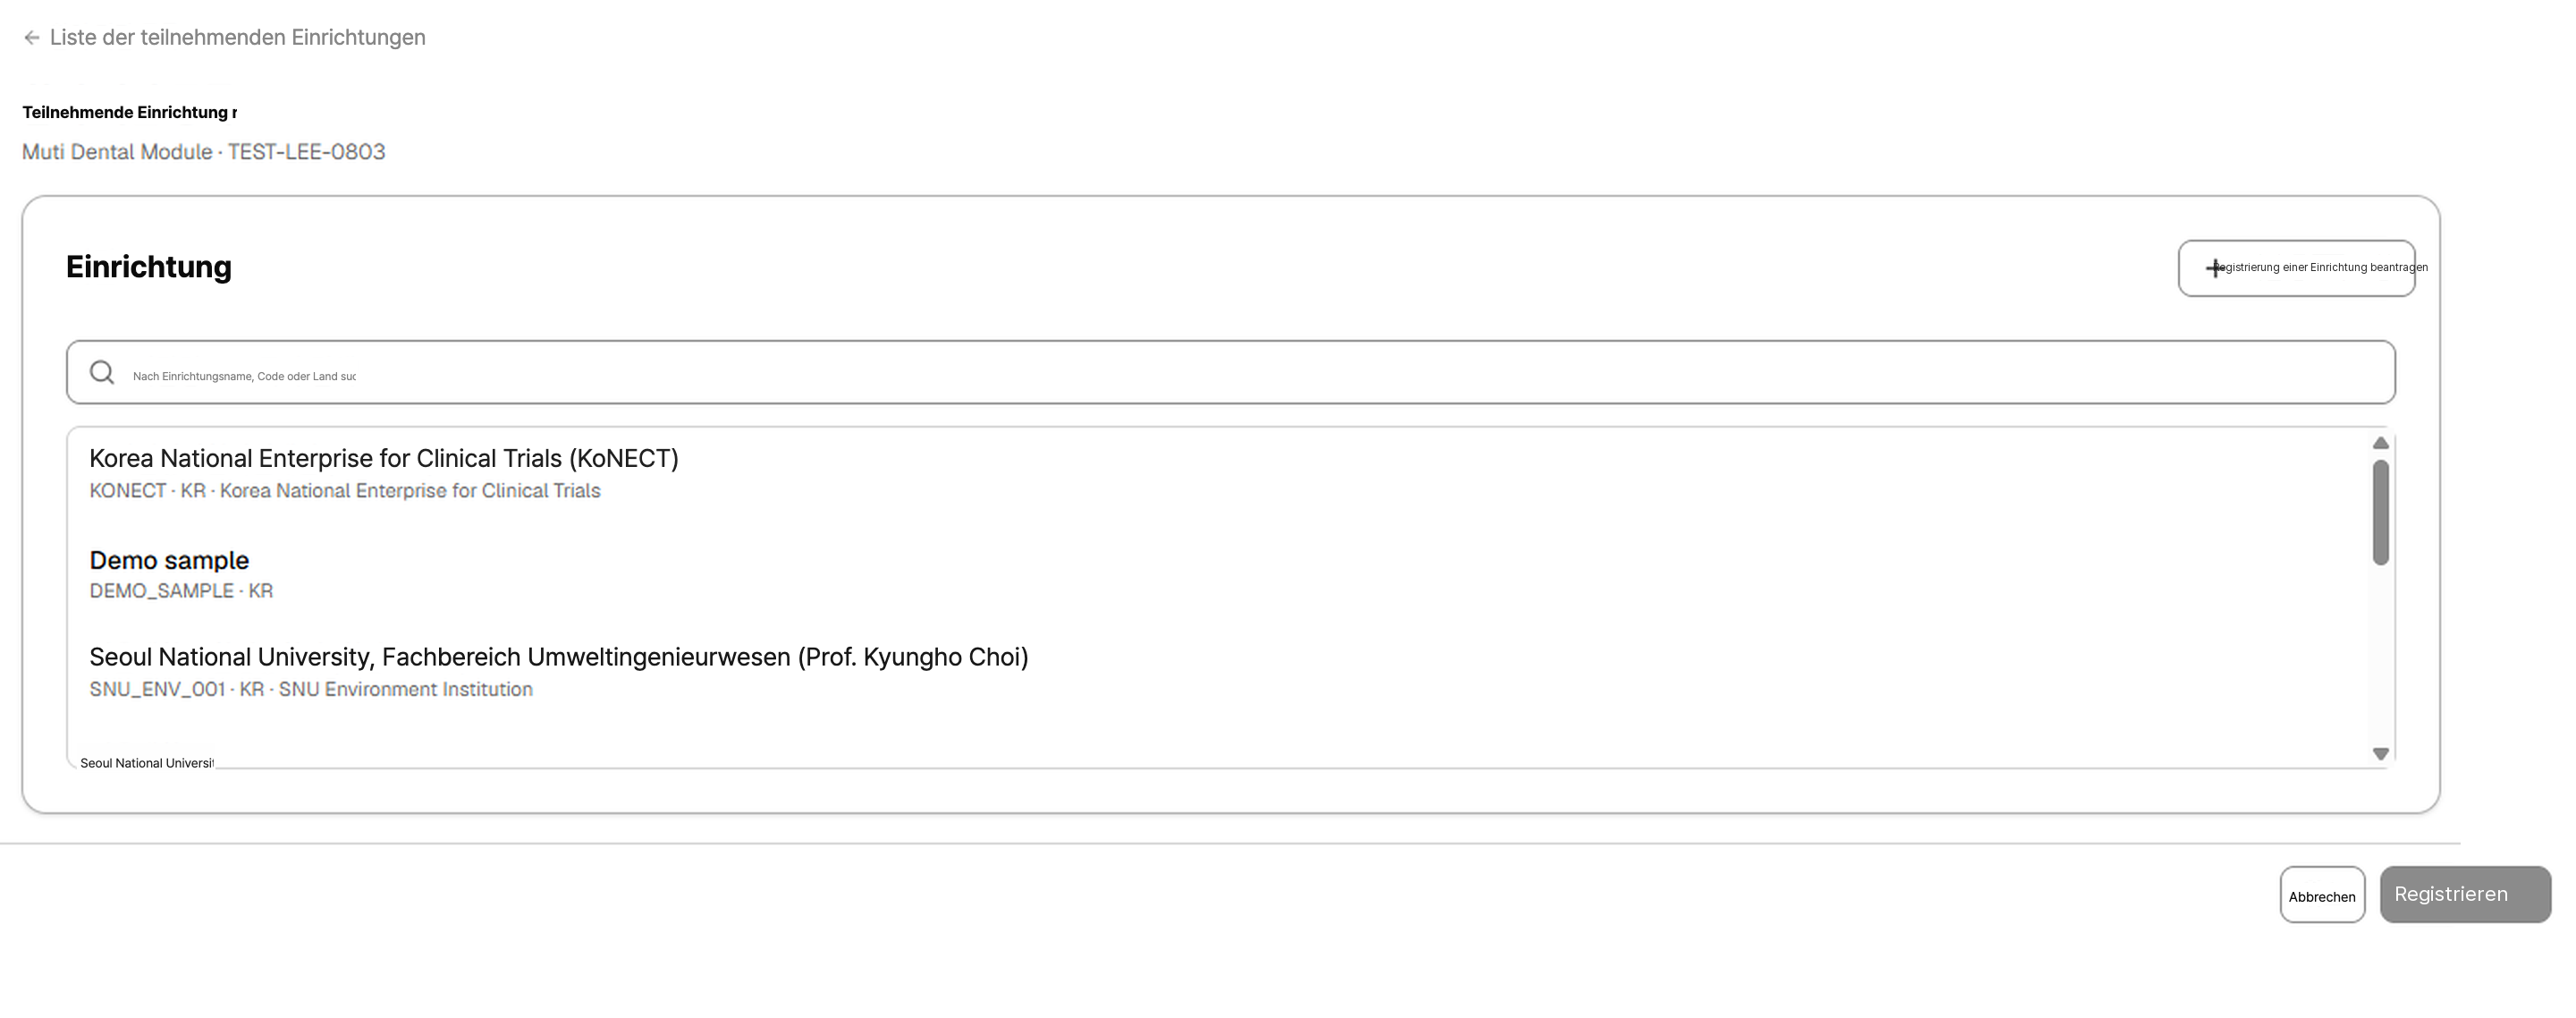 ← Liste der teilnehmenden Einrichtungen
Teilnehmende Einrichtung r
Muti Dental Module · TEST-LEE-0803
Einrichtung
Registrierung einer Einrichtung beantragen
Nach Einrichtungsname, Code oder Land suc
Korea National Enterprise for Clinical Trials (KoNECT)
KONECT · KR · Korea National Enterprise for Clinical Trials
Demo sample
DEMO_SAMPLE · KR
Seoul National University, Fachbereich Umweltingenieurwesen (Prof. Kyungho Choi)
SNU_ENV_001 · KR · SNU Environment Institution
Seoul National Universit
Abbrechen
Registrieren